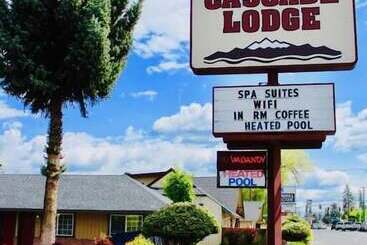 CASCADE
LODGE
SPA SUITES
WIFI
IN RM COFFEE
HEATED POOL
VACANCY
HEATED
POOL